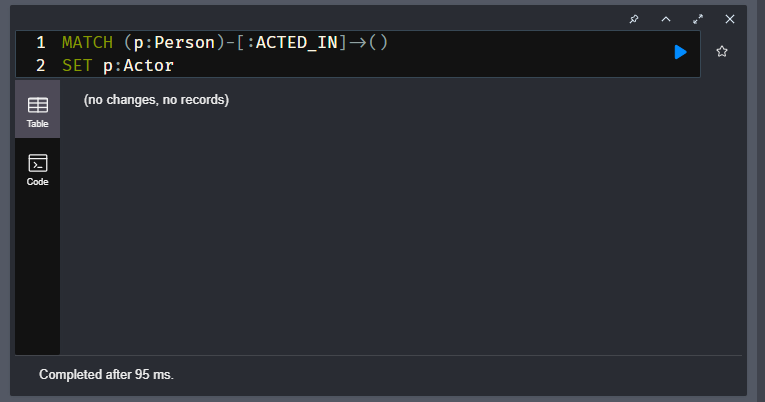 1 MATCH (p:Person)-[:ACTED_IN]->()
2 SET p:Actor
(no changes, no records)
Table
Code
Completed after 95 ms.